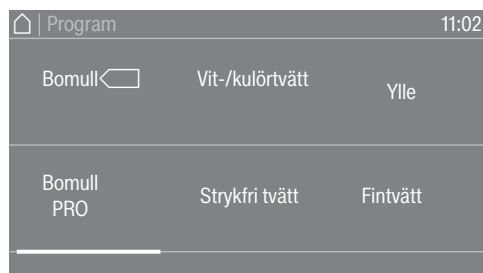 Program 11:02
Bomull Vit-/kulörtvätt Ylle
Bomull
PRO
Strykfri tvätt Fintvätt